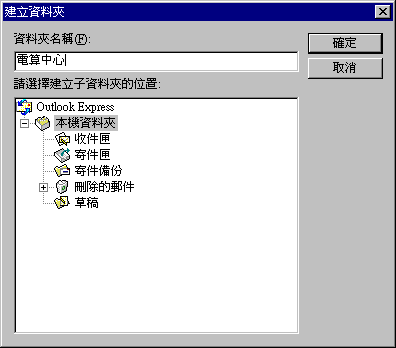 建立資料夾
資料夾名稱(F):
電算中心
確定
取消
請選擇建立子資料夾的位置:
Outlook Express
本機資料夾
收件匣
寄件匣
寄件備份
刪除的郵件
草稿